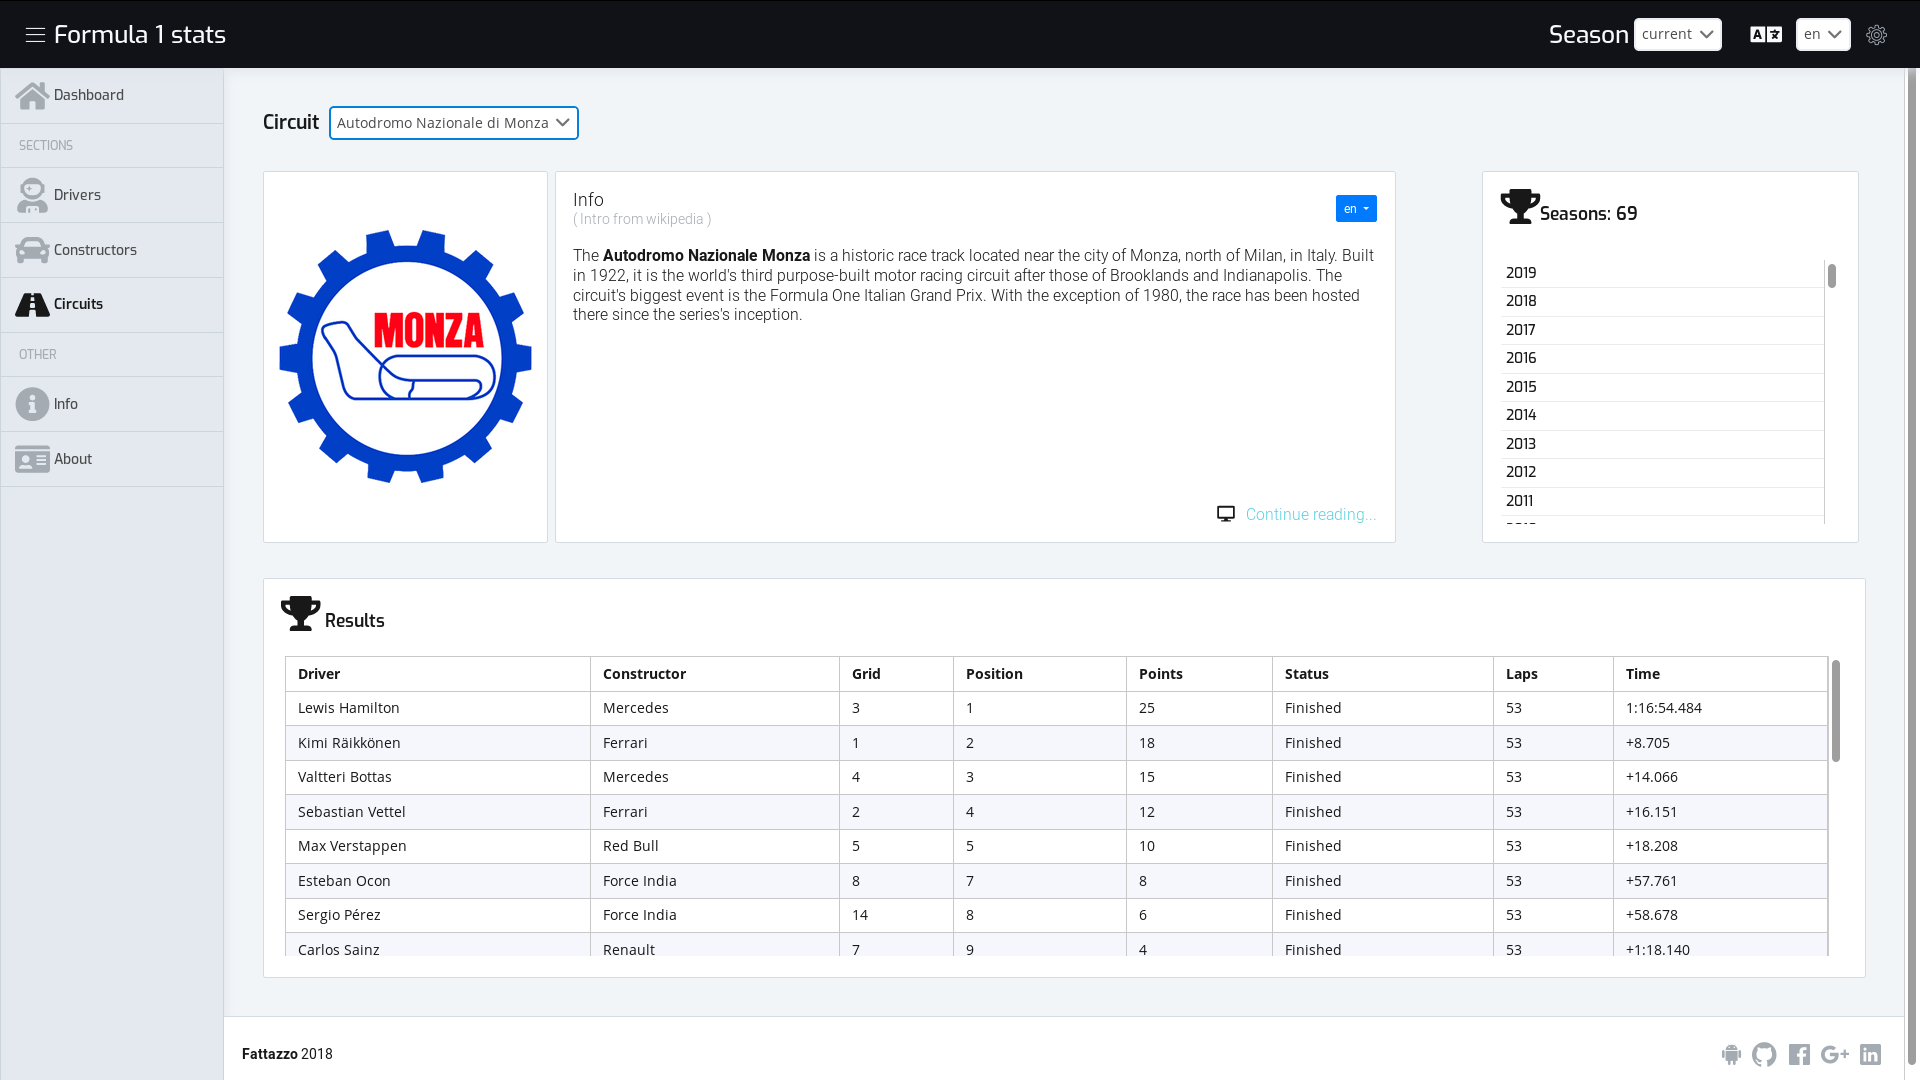 Formula 1 stats
Season current en
Dashboard
SECTIONS
Drivers
Constructors
Circuits
OTHER
Info
About
Circuit Autodromo Nazionale di Monza
MONZA
Info
( Intro from wikipedia )
en
The Autodromo Nazionale Monza is a historic race track located near the city of Monza, north of Milan, in Italy. Built
in 1922, it is the world's third purpose-built motor racing circuit after those of Brooklands and Indianapolis. The
circuit's biggest event is the Formula One Italian Grand Prix. With the exception of 1980, the race has been hosted
there since the series's inception.
Continue reading...
Seasons: 69
2019
2018
2017
2016
2015
2014
2013
2012
2011
Results
Driver Constructor Grid Position Points Status Laps Time
Lewis Hamilton Mercedes 3 1 25 Finished 53 1:16:54.484
Kimi Räikkönen Ferrari 1 2 18 Finished 53 +8.705
Valtteri Bottas Mercedes 4 3 15 Finished 53 +14.066
Sebastian Vettel Ferrari 2 4 12 Finished 53 +16.151
Max Verstappen Red Bull 5 5 10 Finished 53 +18.208
Esteban Ocon Force India 8 7 8 Finished 53 +57.761
Sergio Pérez Force India 14 8 6 Finished 53 +58.678
Carlos Sainz Renault 7 9 4 Finished 53 +1:18.140
Fattazzo 2018